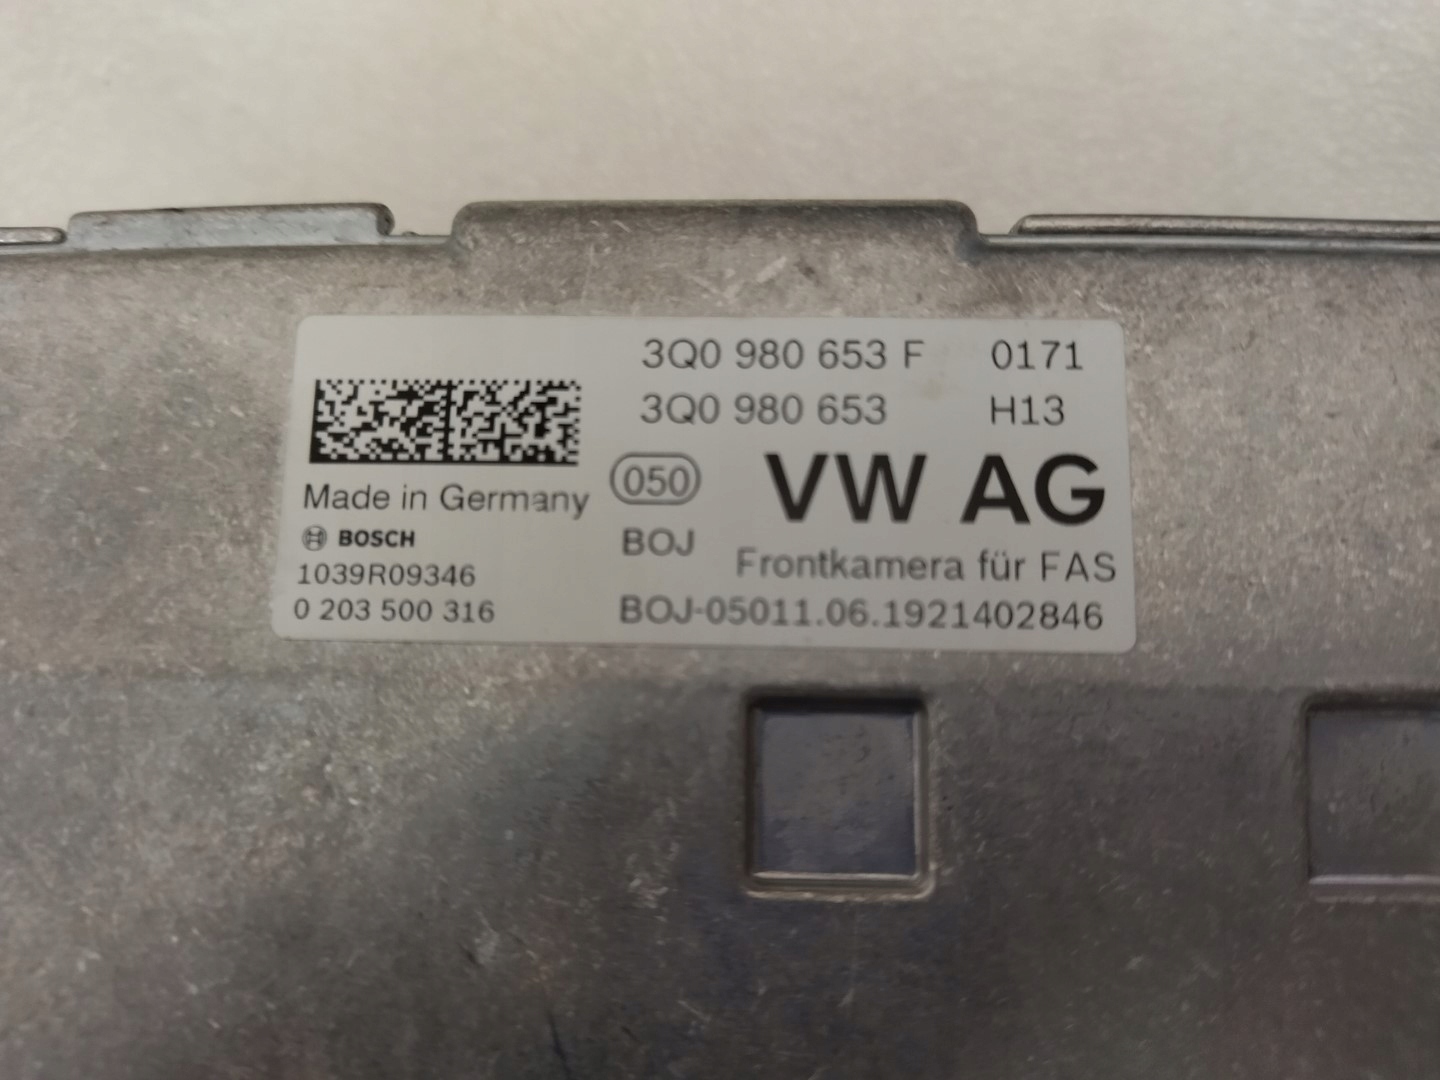 3Q0 980 653 F 0171
3Q0 980 653 H13
050 VW AG
Made in Germany
BOSCH BOJ Frontkamera für FAS
1039R09346
0 203 500 316 BOJ-05011.06.1921402846